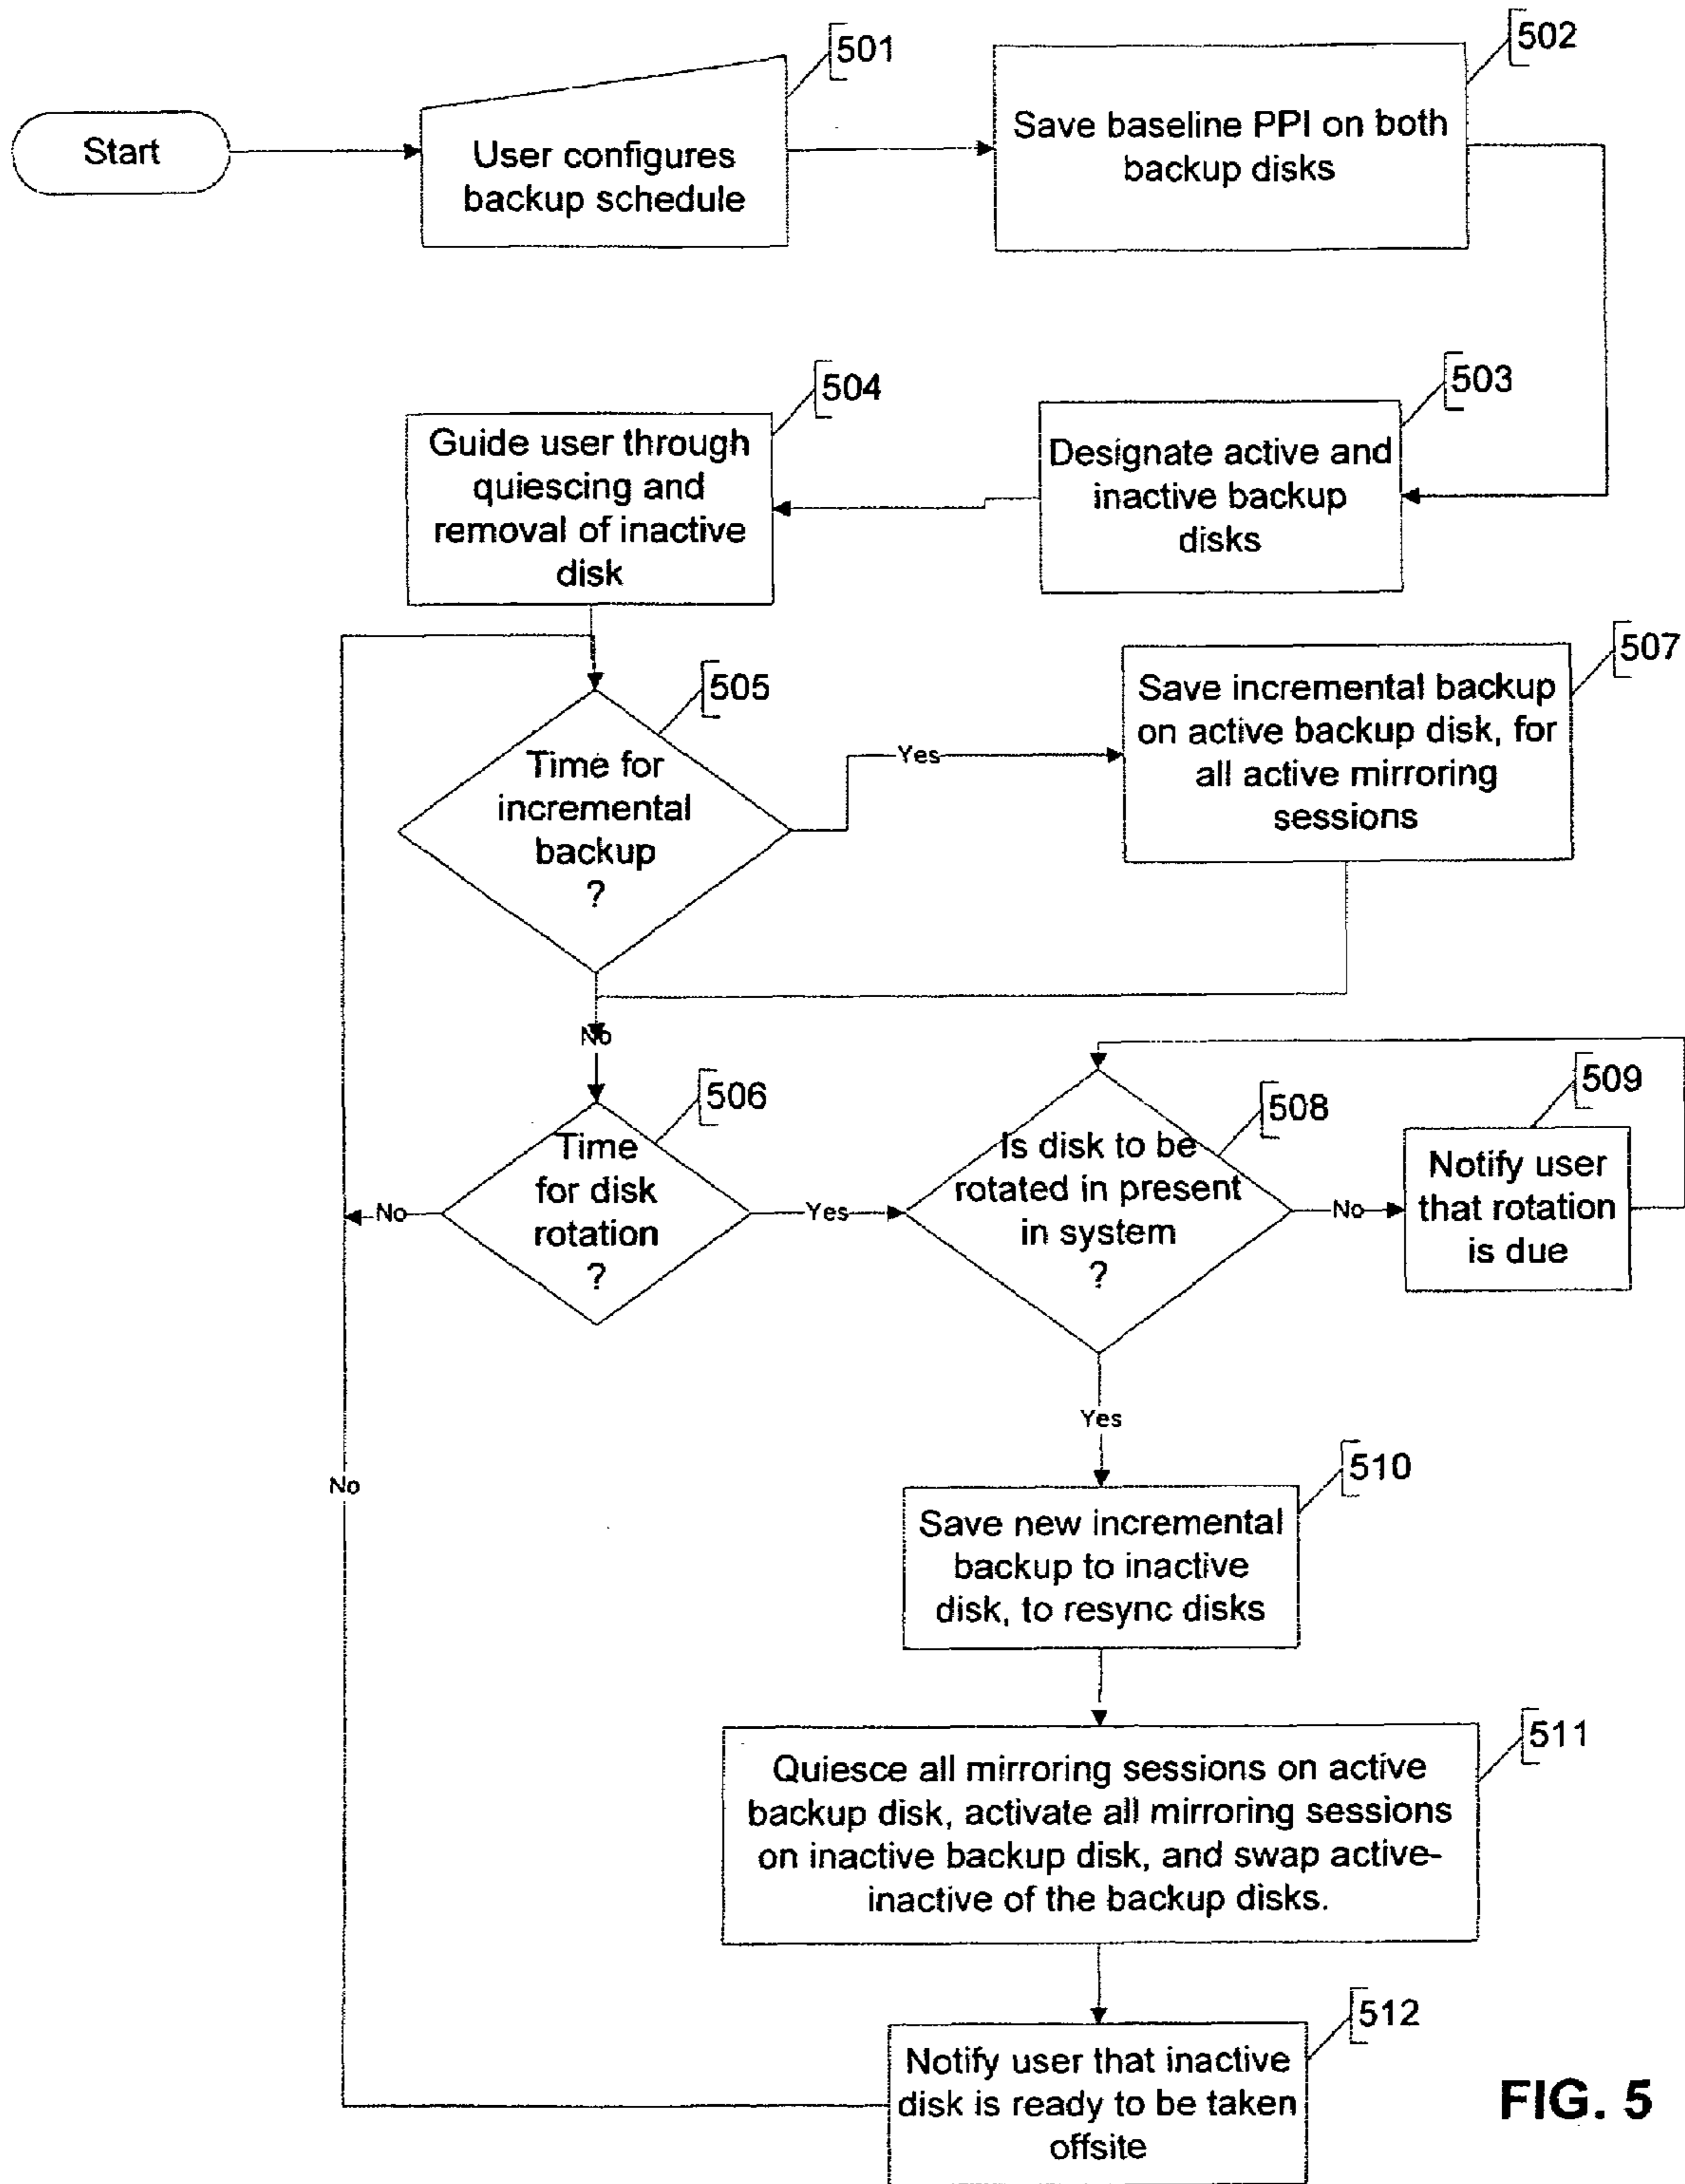 501
502
Start
User configures
backup schedule
Save baseline PPI on both
backup disks
504
503
Guide user through
quiescing and
removal of inactive
disk
Designate active and
inactive backup
disks
505
507
Time for
incremental
backup
?
Yes
Save incremental backup
on active backup disk, for
all active mirroring
sessions
No
506
508
509
Time
for disk
rotation
?
No
Yes
Is disk to be
rotated in present
in system
?
No
Notify user
that rotation
is due
Yes
No
510
Save new incremental
backup to inactive
disk, to resync disks
511
Quiesce all mirroring sessions on active
backup disk, activate all mirroring sessions
on inactive backup disk, and swap active-
inactive of the backup disks.
512
Notify user that inactive
disk is ready to be taken
offsite
FIG. 5